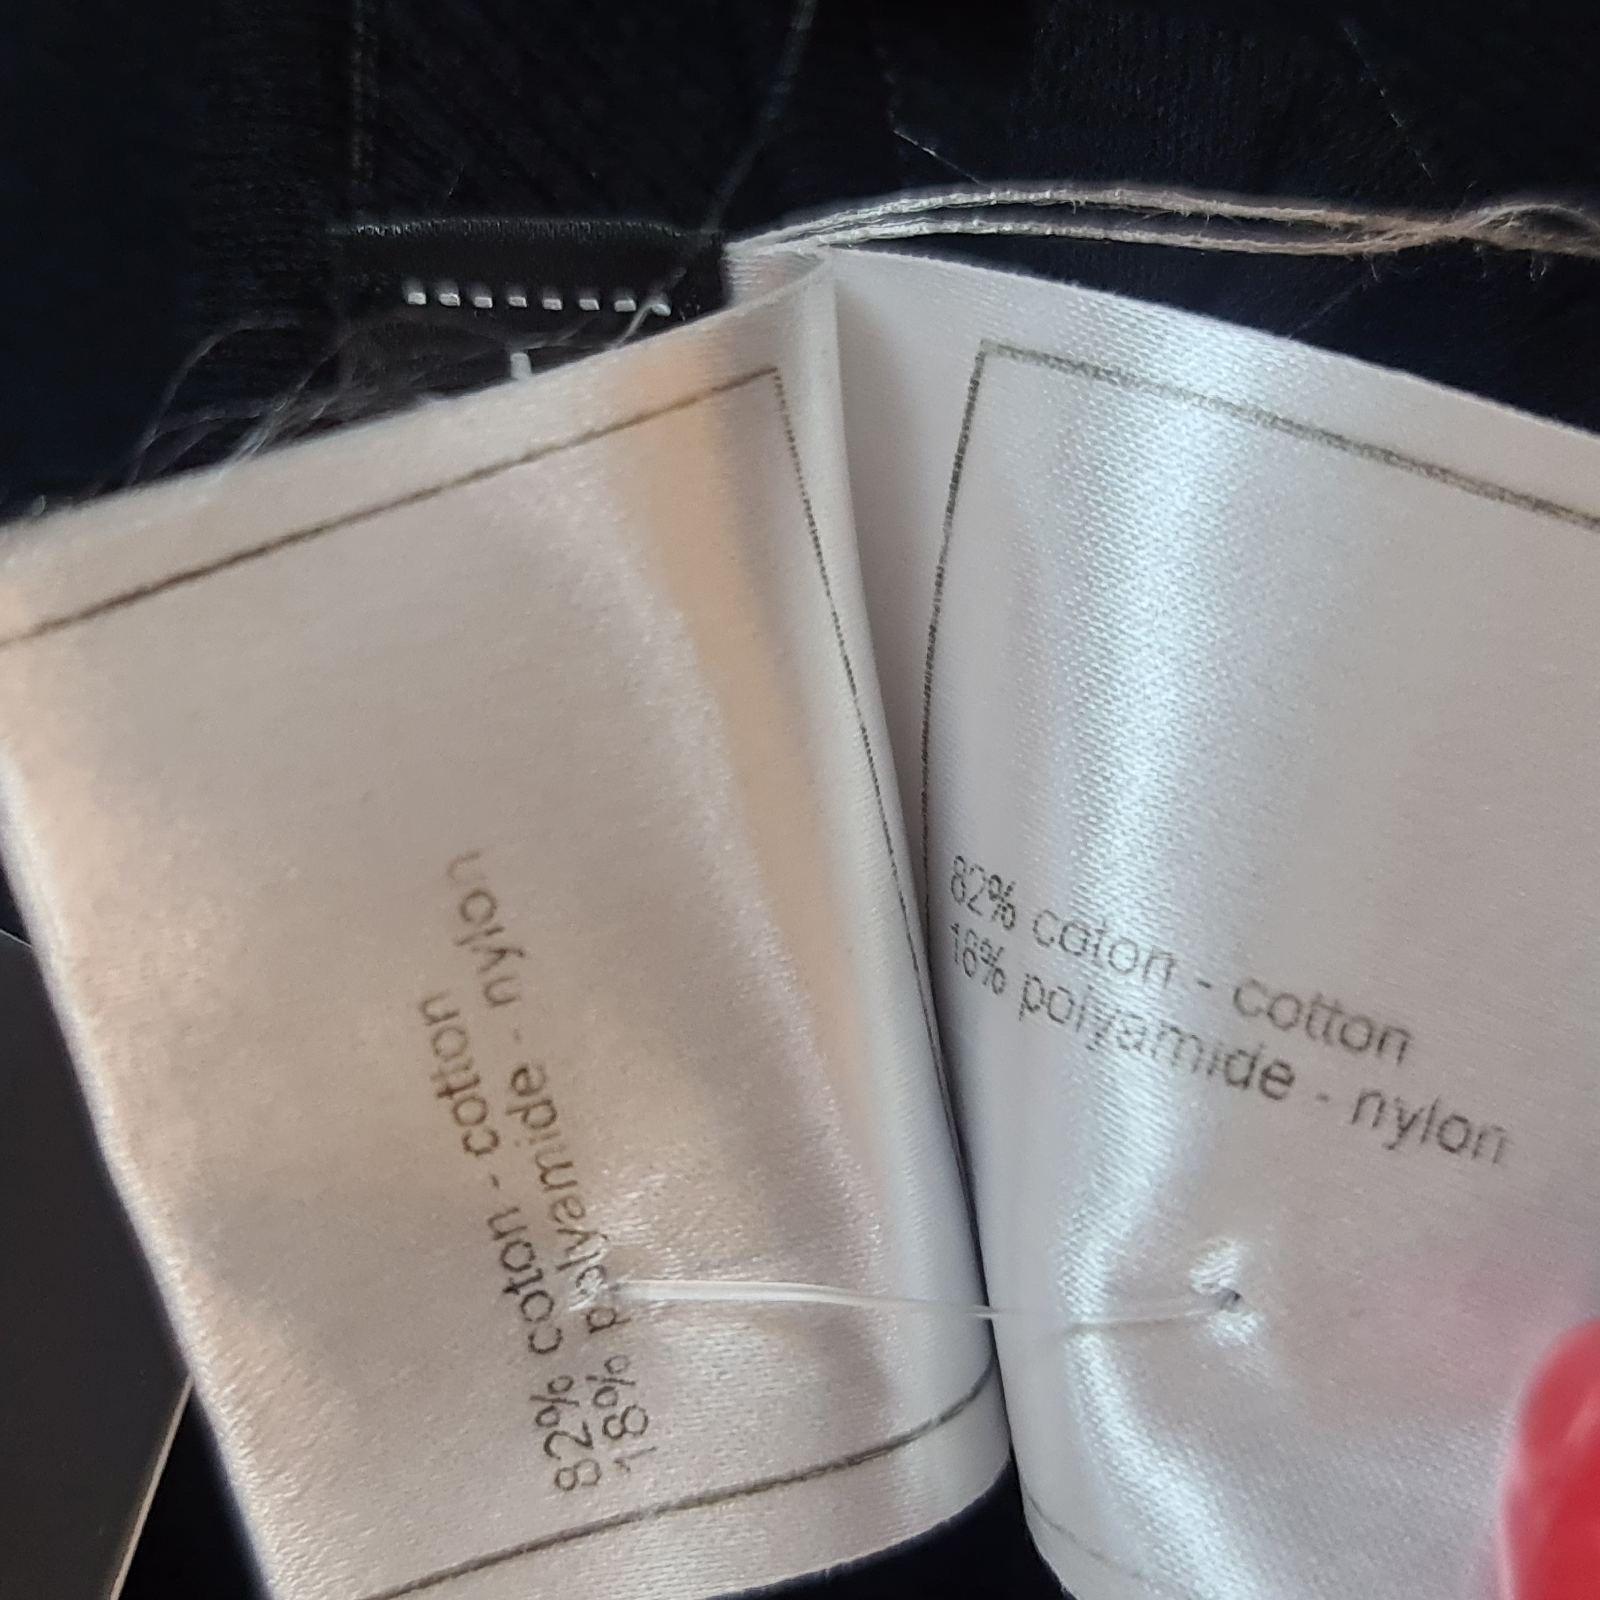 82% coton - cotton
18% polyamide - nylon
82% coton - cotton
18% polyamide - nylon